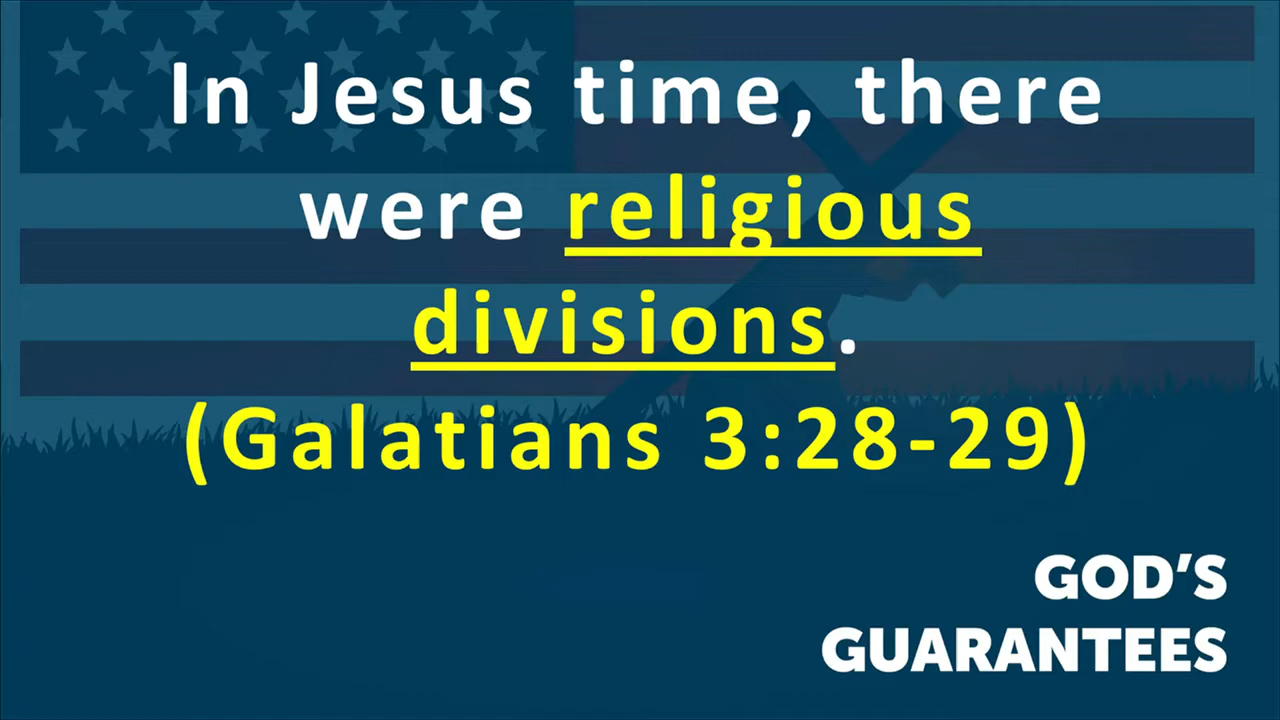 In Jesus time, there
were religious
divisions.
(Galatians 3:28-29)
GOD’S
GUARANTEES